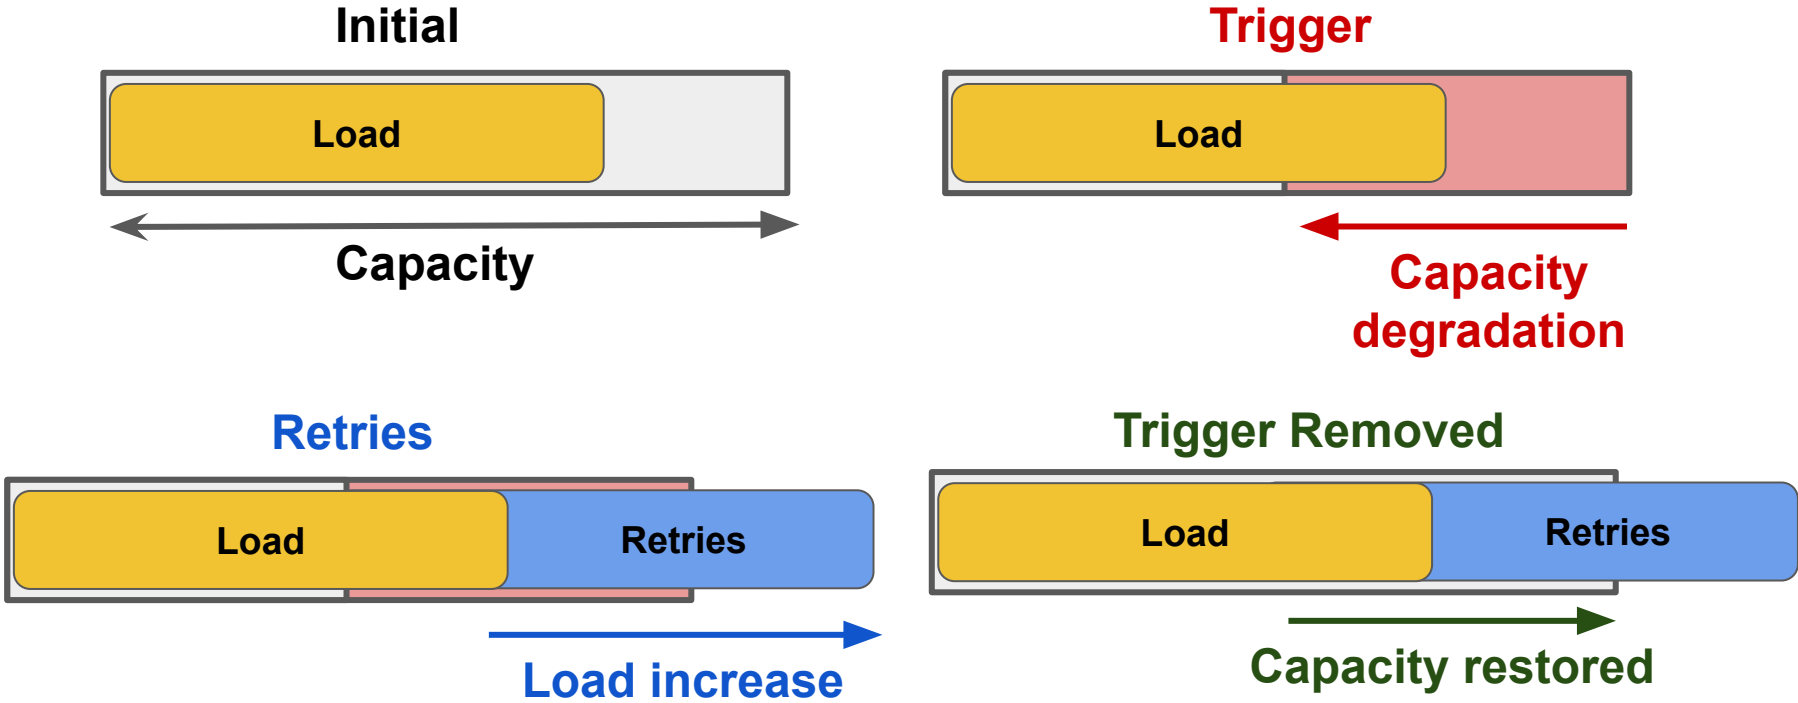 Initial
Load
Capacity
Trigger
Load
Capacity
degradation
Retries
Load
Retries
Load increase
Trigger Removed
Load
Retries
Capacity restored